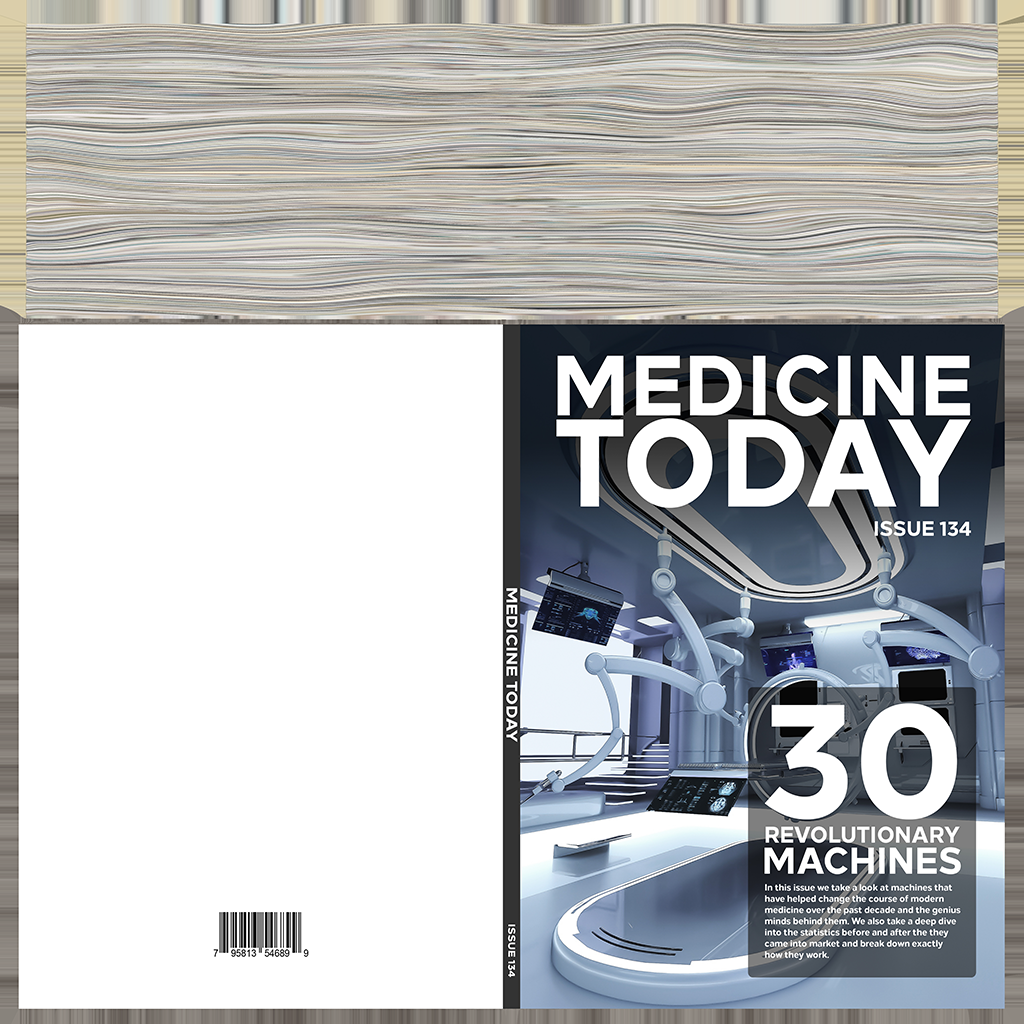 MEDICINE
TODAY
ISSUE 134
30
REVOLUTIONARY
MACHINES
In this issue we take a look at machines that
have helped change the course of modern
medicine over the past decade and the genius
minds behind them. We also take a deep dive
into the statistics before and after the they
came into market and break down exactly
how they work.
MEDICINE TODAY
ISSUE 134
7 95813 54689 9